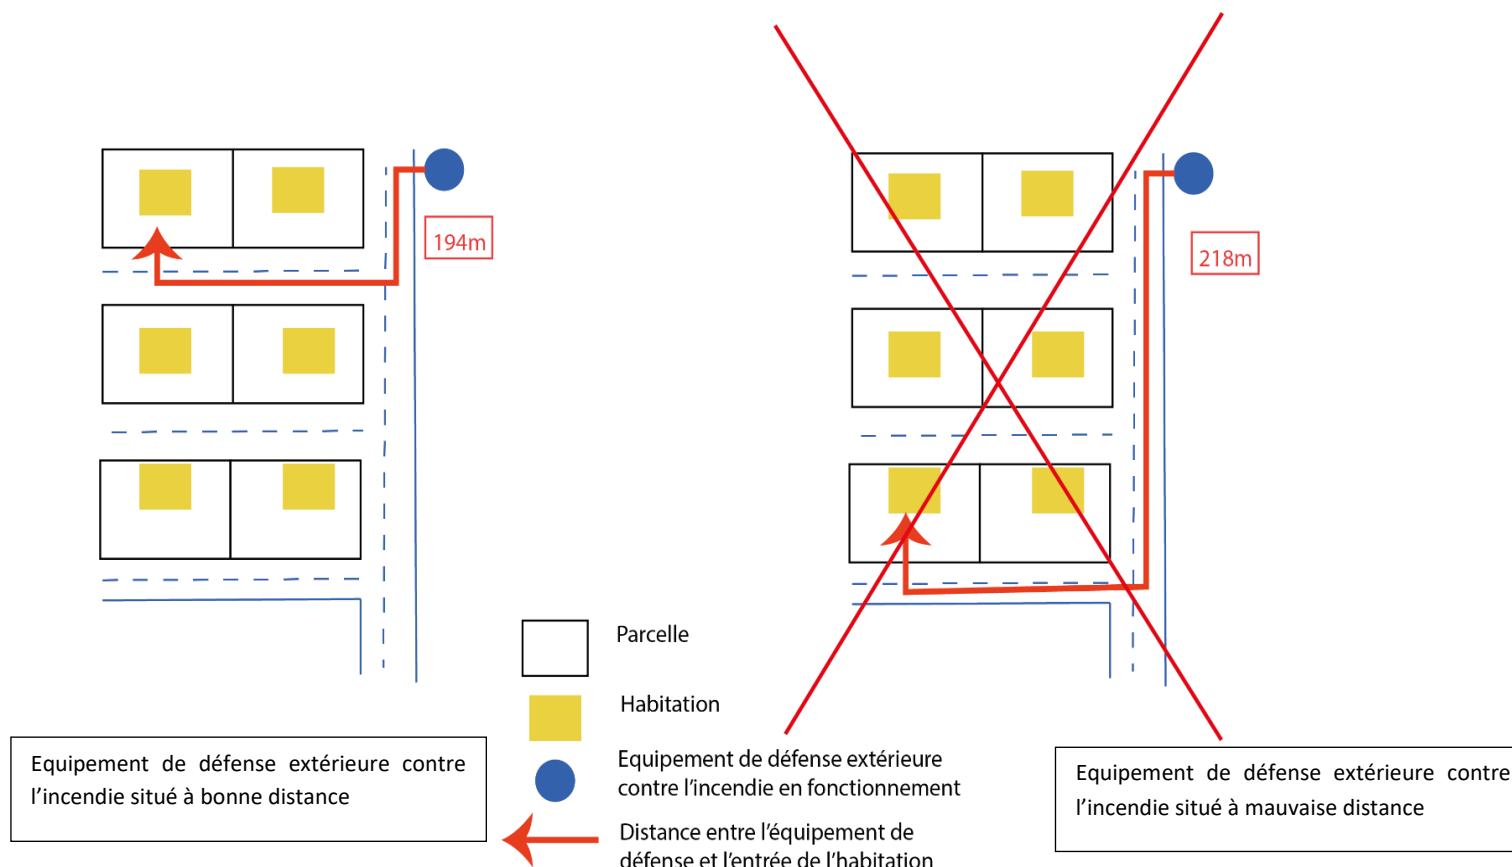 194m
218m
Parcelle
Habitation
Equipement de défense extérieure
contre l'incendie en fonctionnement
Distance entre l'équipement de
défense et l'entrée de l'habitation
Equipement de défense extérieure contre
l’incendie situé à bonne distance
Equipement de défense extérieure contre
l’incendie situé à mauvaise distance